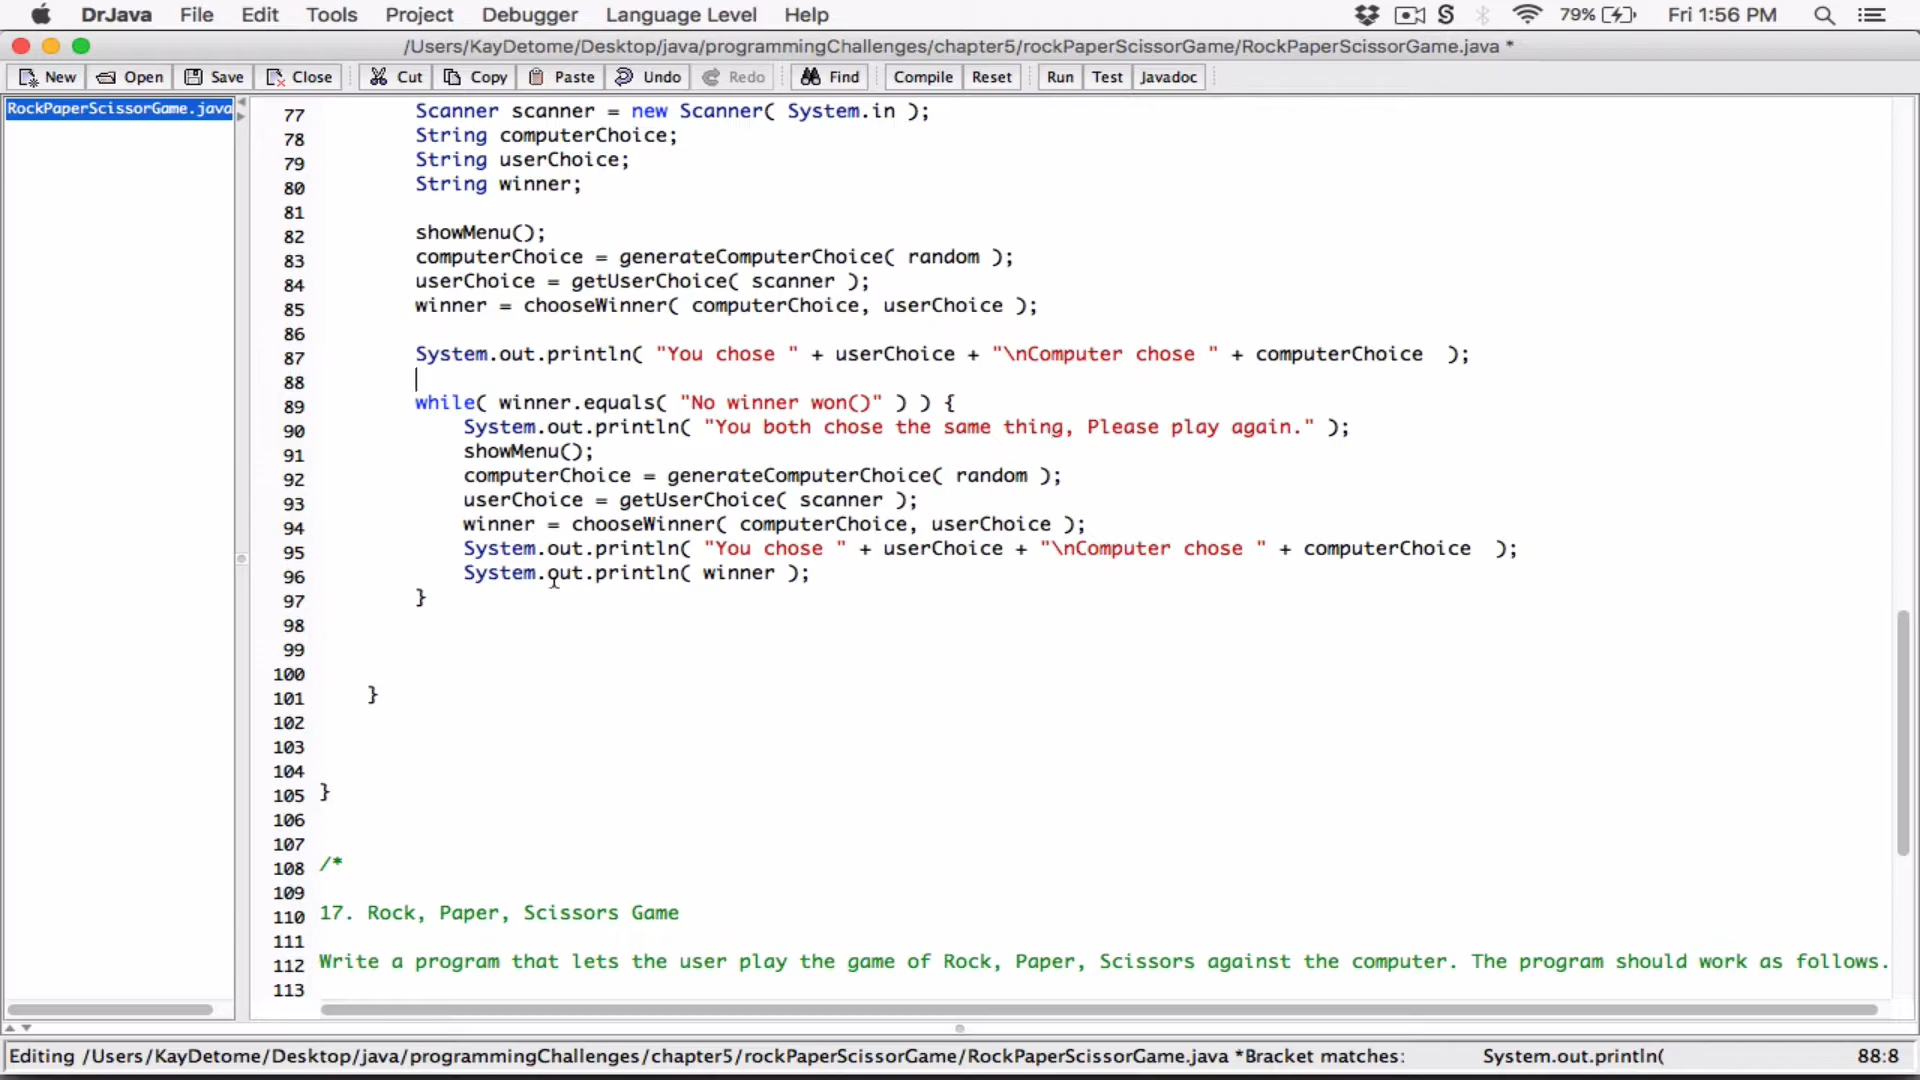 DrJava File Edit Tools Project Debugger Language Level Help 79% Fri 1:56 PM
/Users/KayDetome/Desktop/java/programmingChallenges/chapter5/rockPaperScissorGame/RockPaperScissorGame.java *
New Open Save Close Cut Copy Paste Undo Redo Find Compile Reset Run Test Javadoc
RockPaperScissorGame.java
77 Scanner scanner = new Scanner( System.in );
78 String computerChoice;
79 String userChoice;
80 String winner;
81
82 showMenu();
83 computerChoice = generateComputerChoice( random );
84 userChoice = getUserChoice( scanner );
85 winner = chooseWinner( computerChoice, userChoice );
86
87 System.out.println( "You chose " + userChoice + "\nComputer chose " + computerChoice  );
88
89 while( winner.equals( "No winner won()" ) ) {
90 System.out.println( "You both chose the same thing, Please play again." );
91 showMenu();
92 computerChoice = generateComputerChoice( random );
93 userChoice = getUserChoice( scanner );
94 winner = chooseWinner( computerChoice, userChoice );
95 System.out.println( "You chose " + userChoice + "\nComputer chose " + computerChoice  );
96 System.out.println( winner );
97 }
98
99
100
101 }
102
103
104
105 }
106
107
108 /*
109
110 17. Rock, Paper, Scissors Game
111
112 Write a program that lets the user play the game of Rock, Paper, Scissors against the computer. The program should work as follows.
113
Editing /Users/KayDetome/Desktop/java/programmingChallenges/chapter5/rockPaperScissorGame/RockPaperScissorGame.java *Bracket matches: System.out.println( 88:8